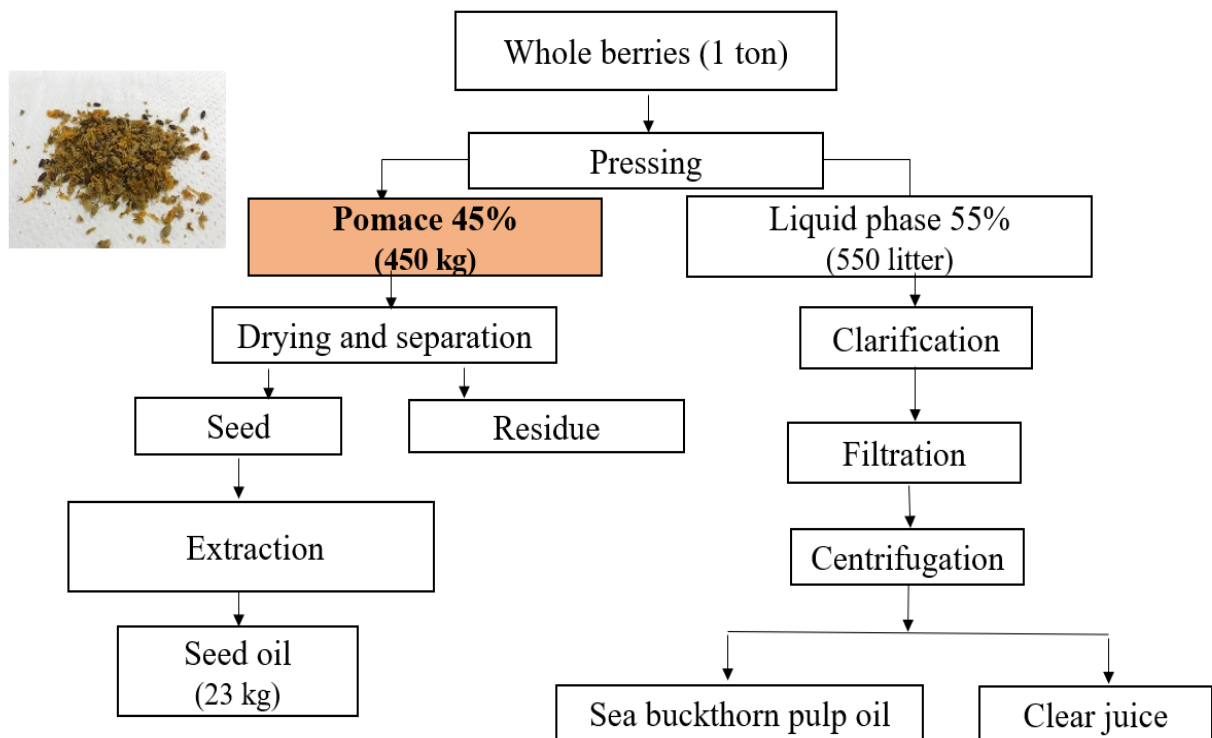 Whole berries (1 ton)
Pressing
Pomace 45%
(450 kg)
Liquid phase 55%
(550 litter)
Drying and separation
Clarification
Seed
Residue
Filtration
Extraction
Centrifugation
Seed oil
(23 kg)
Sea buckthorn pulp oil
Clear juice